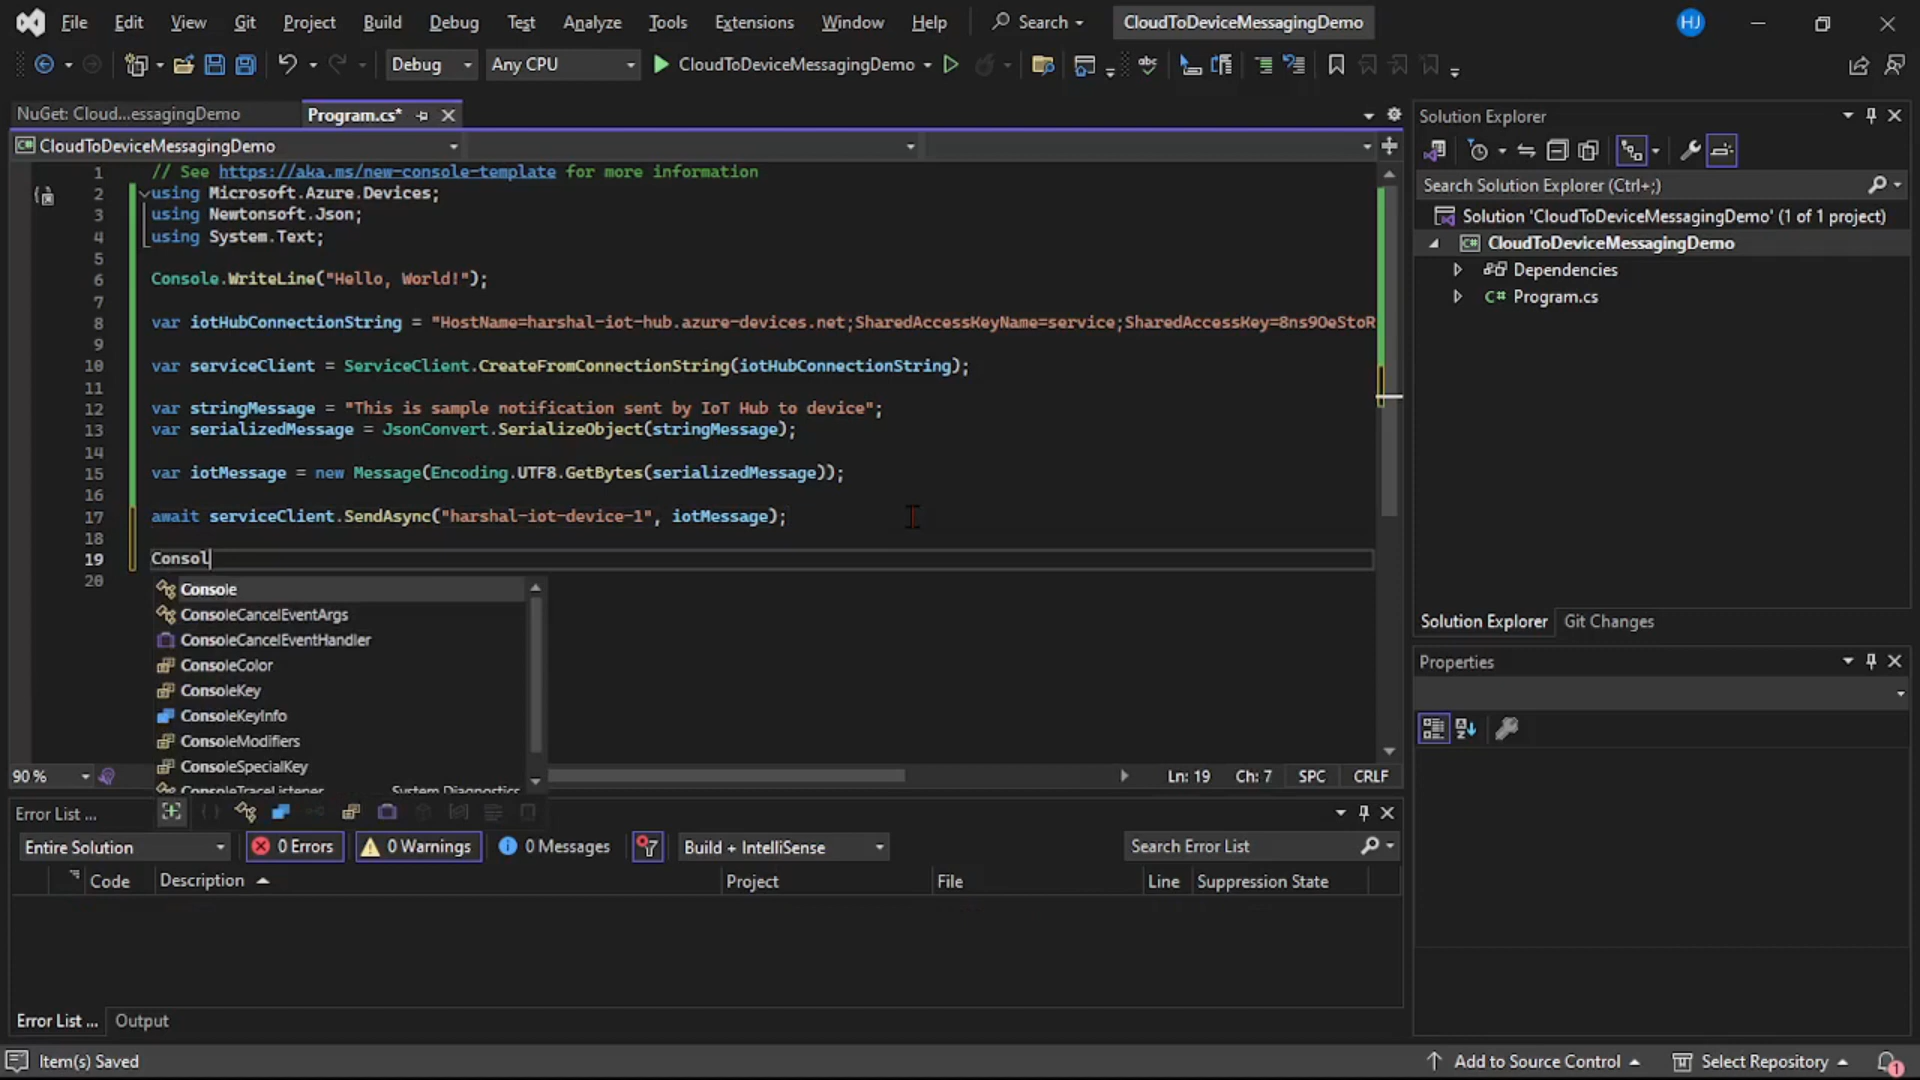 File Edit View Git Project Build Debug Test Analyze Tools Extensions Window Help Search CloudToDeviceMessagingDemo HJ
Debug Any CPU CloudToDeviceMessagingDemo
NuGet: Cloud...essagingDemo Program.cs*
CloudToDeviceMessagingDemo
1 // See https://aka.ms/new-console-template for more information
2 using Microsoft.Azure.Devices;
3 using Newtonsoft.Json;
4 using System.Text;
5
6 Console.WriteLine("Hello, World!");
7
8 var iotHubConnectionString = "HostName=harshal-iot-hub.azure-devices.net;SharedAccessKeyName=service;SharedAccessKey=8ns9OeStoR
9
10 var serviceClient = ServiceClient.CreateFromConnectionString(iotHubConnectionString);
11
12 var stringMessage = "This is sample notification sent by IoT Hub to device";
13 var serializedMessage = JsonConvert.SerializeObject(stringMessage);
14
15 var iotMessage = new Message(Encoding.UTF8.GetBytes(serializedMessage));
16
17 await serviceClient.SendAsync("harshal-iot-device-1", iotMessage);
18
19 Consol
20
Console
ConsoleCancelEventArgs
ConsoleCancelEventHandler
ConsoleColor
ConsoleKey
ConsoleKeyInfo
ConsoleModifiers
ConsoleSpecialKey
ConsoleTraceListener System.Diagnostics
90 % Ln: 19 Ch: 7 SPC CRLF
Error List ...
Entire Solution 0 Errors 0 Warnings 0 Messages Build + IntelliSense Search Error List
Code Description Project File Line Suppression State
Error List ... Output
Solution Explorer
Search Solution Explorer (Ctrl+;)
Solution 'CloudToDeviceMessagingDemo' (1 of 1 project)
CloudToDeviceMessagingDemo
Dependencies
C# Program.cs
Solution Explorer Git Changes
Properties
Item(s) Saved Add to Source Control Select Repository 1